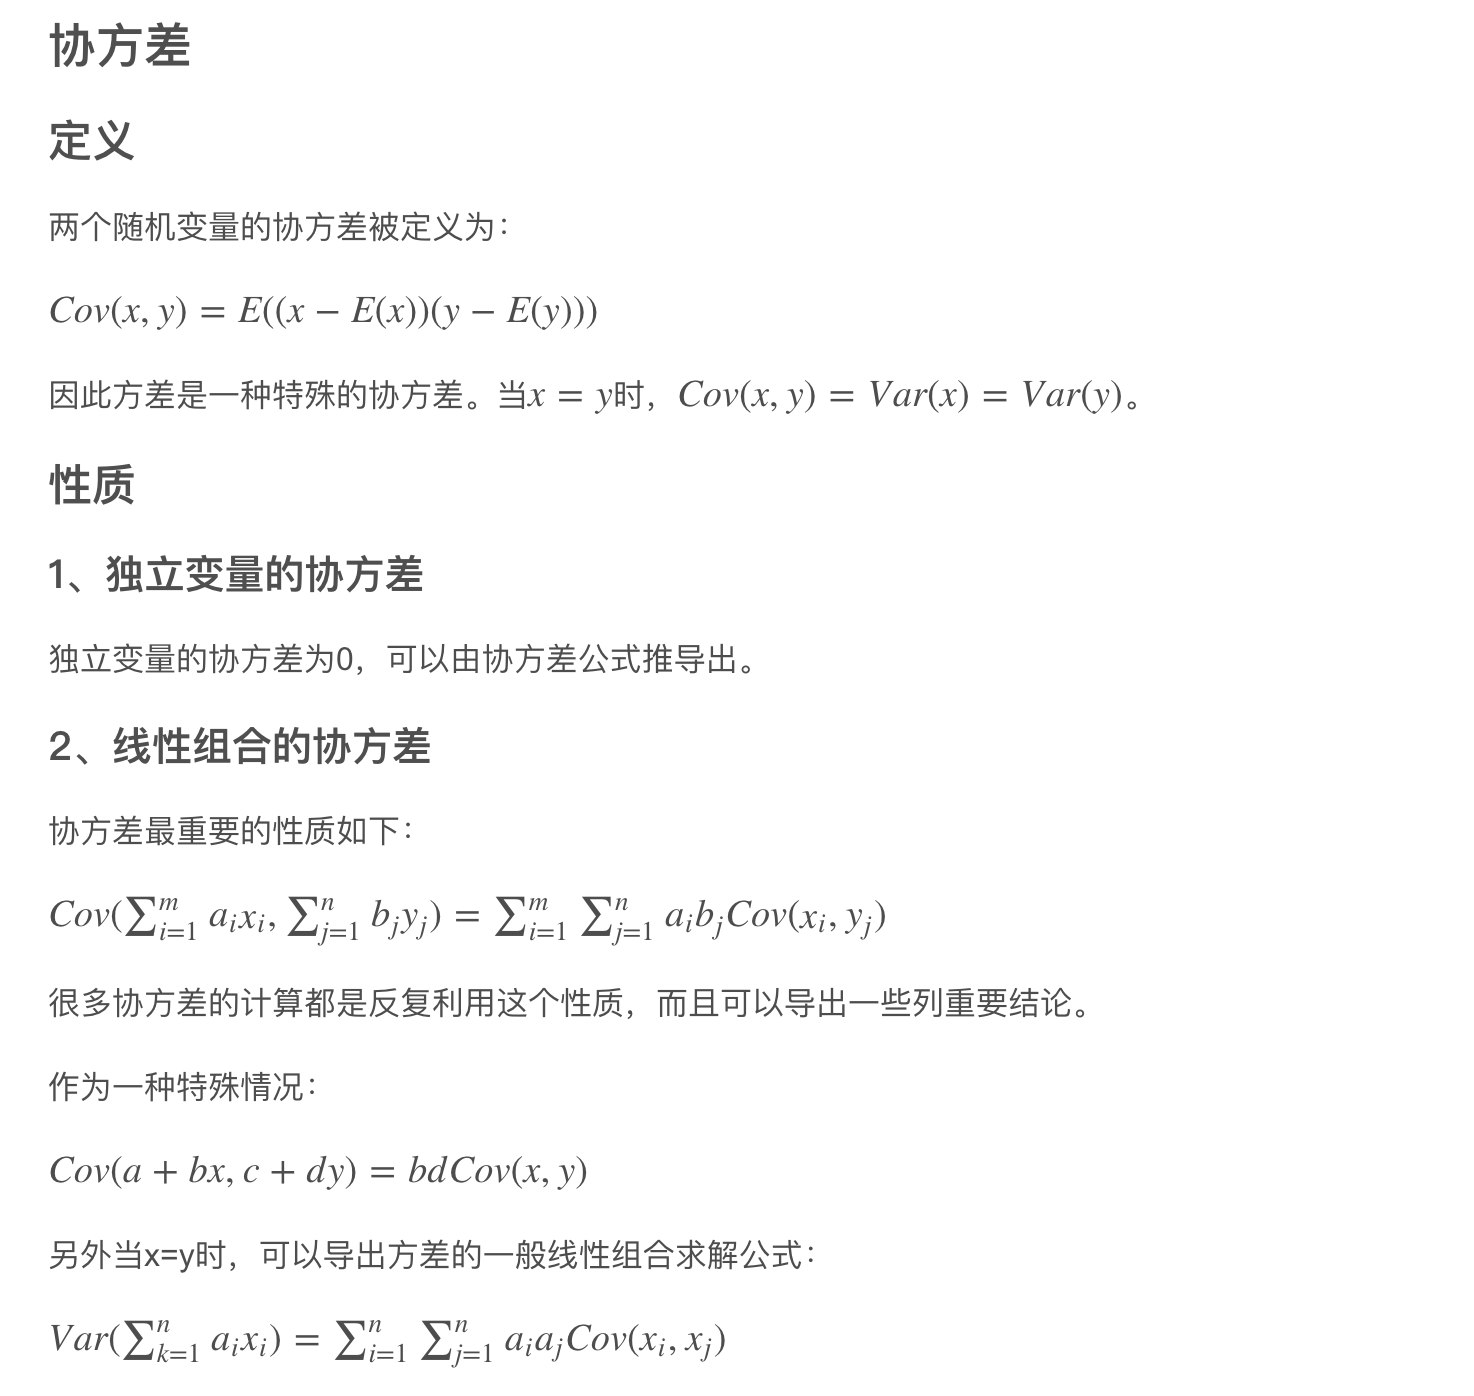 协方差
定义
两个随机变量的协方差被定义为：
Cov(x, y) = E((x − E(x))(y − E(y)))
因此方差是一种特殊的协方差。当x = y时，Cov(x, y) = Var(x) = Var(y)。
性质
1、独立变量的协方差
独立变量的协方差为0，可以由协方差公式推导出。
2、线性组合的协方差
协方差最重要的性质如下：
Cov(∑_{i=1}^{m} a_i x_i, ∑_{j=1}^{n} b_j y_j) = ∑_{i=1}^{m} ∑_{j=1}^{n} a_i b_j Cov(x_i, y_j)
很多协方差的计算都是反复利用这个性质，而且可以导出一些列重要结论。
作为一种特殊情况：
Cov(a + bx, c + dy) = bdCov(x, y)
另外当x=y时，可以导出方差的一般线性组合求解公式：
Var(∑_{k=1}^{n} a_i x_i) = ∑_{i=1}^{n} ∑_{j=1}^{n} a_i a_j Cov(x_i, x_j)